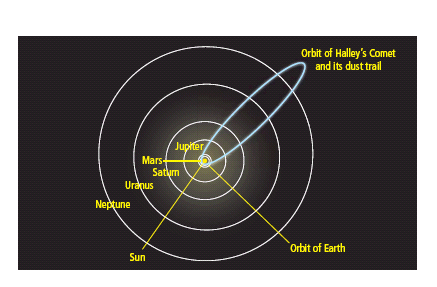 Orbit of Halley's Comet
and its dust trail
Jupiter
Mars
Saturn
Uranus
Neptune
Orbit of Earth
Sun